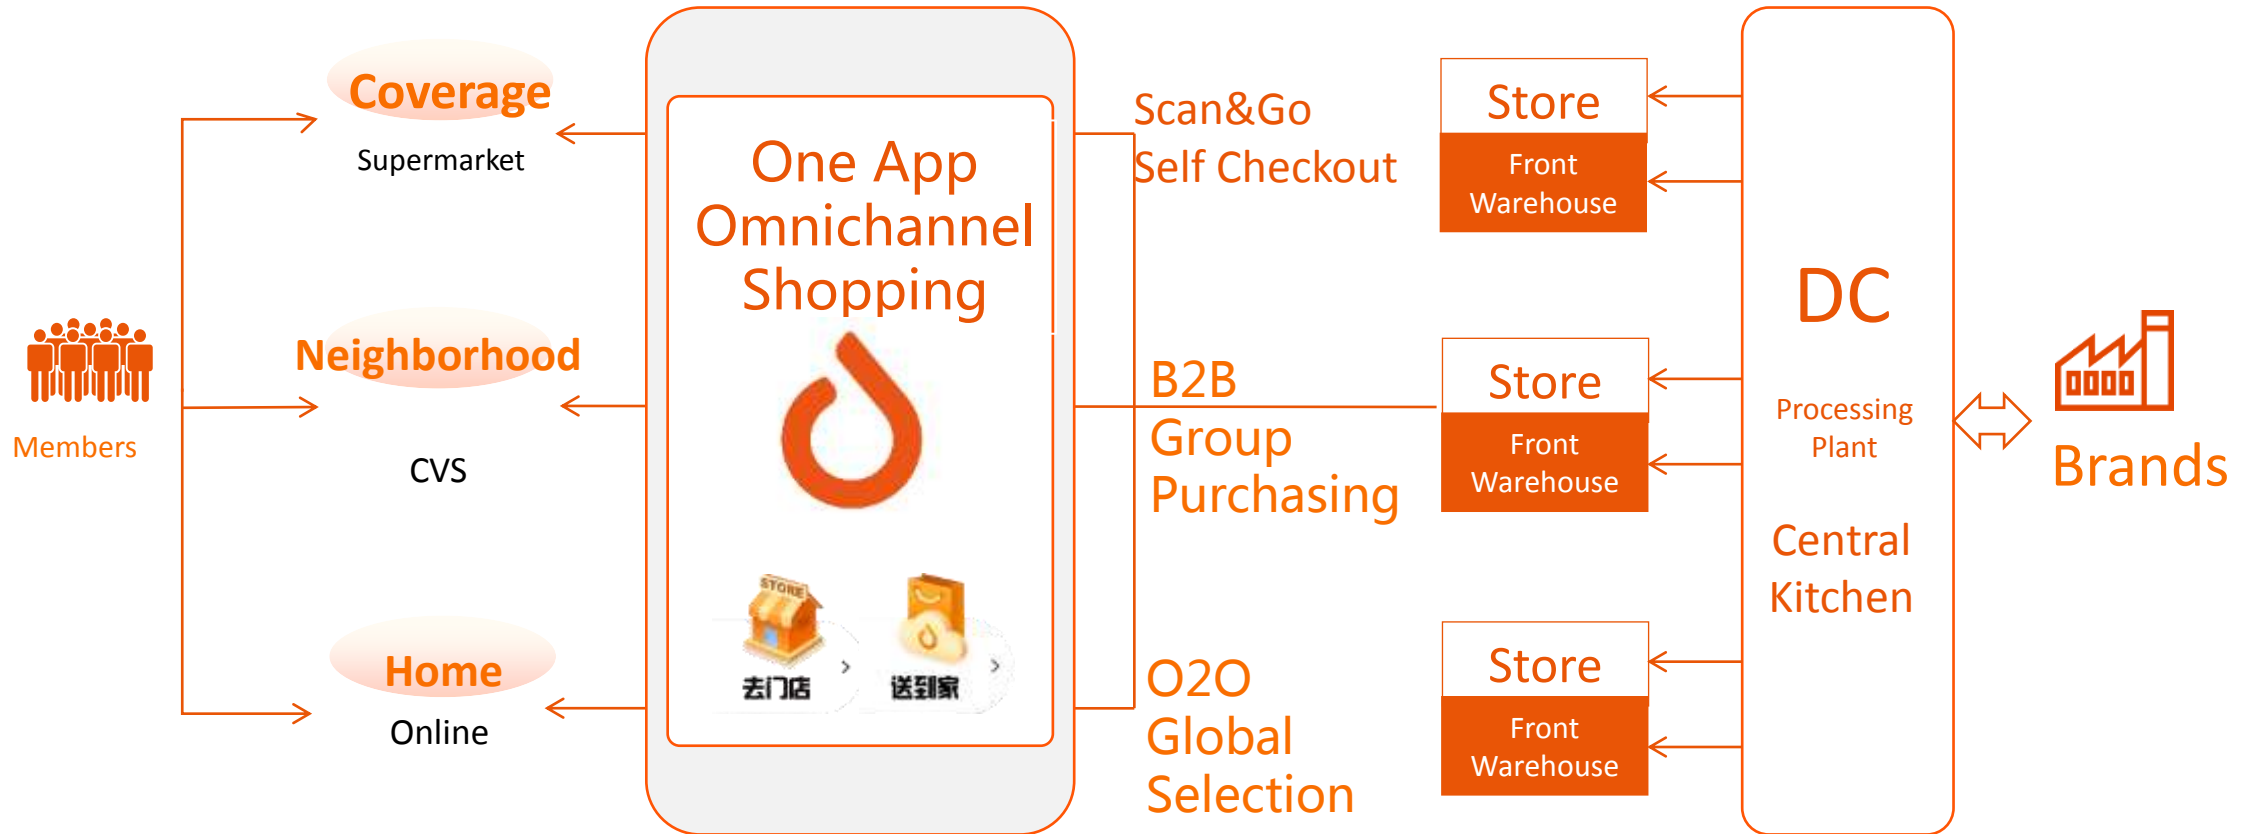 Members
Coverage
Supermarket
Neighborhood
CVS
Home
Online
One App
Omnichannel
Shopping
STORE
去门店
送到家
Scan&Go
Self Checkout
B2B
Group
Purchasing
O2O
Global
Selection
Store
Front
Warehouse
Store
Front
Warehouse
Store
Front
Warehouse
DC
Processing
Plant
Central
Kitchen
Brands